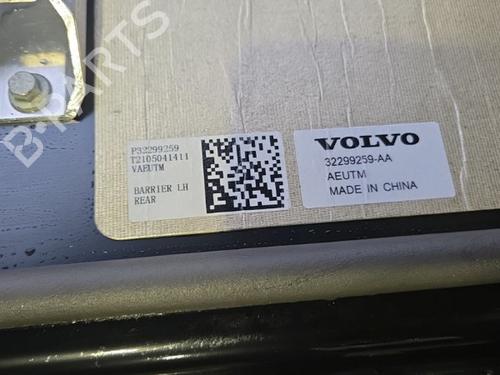 B-PARTS
P32299259
T2105041411
VAEUTM
BARRIER LH
REAR
VOLVO
32299259-AA
AEUTM
MADE IN CHINA